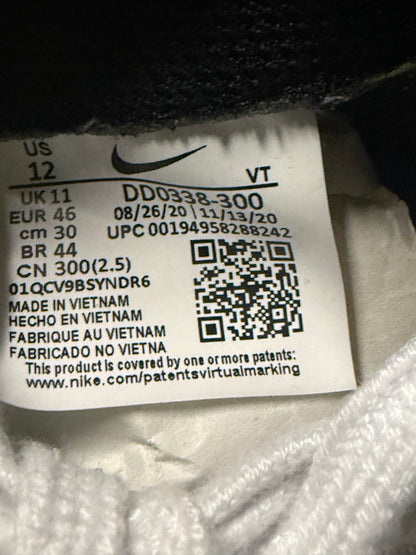 US
12
VT
UK 11 DD0338-300
EUR 46 08/26/20 | 11/13/20
cm 30 UPC 00194958288242
BR 44
CN 300(2.5)
01QCV9BSYNDR6
MADE IN VIETNAM
HECHO EN VIETNAM
FABRIQUE AU VIETNAM
FABRICADO NO VIETNA
This product is covered by one or more patents:
www.nike.com/patentsvirtualmarking